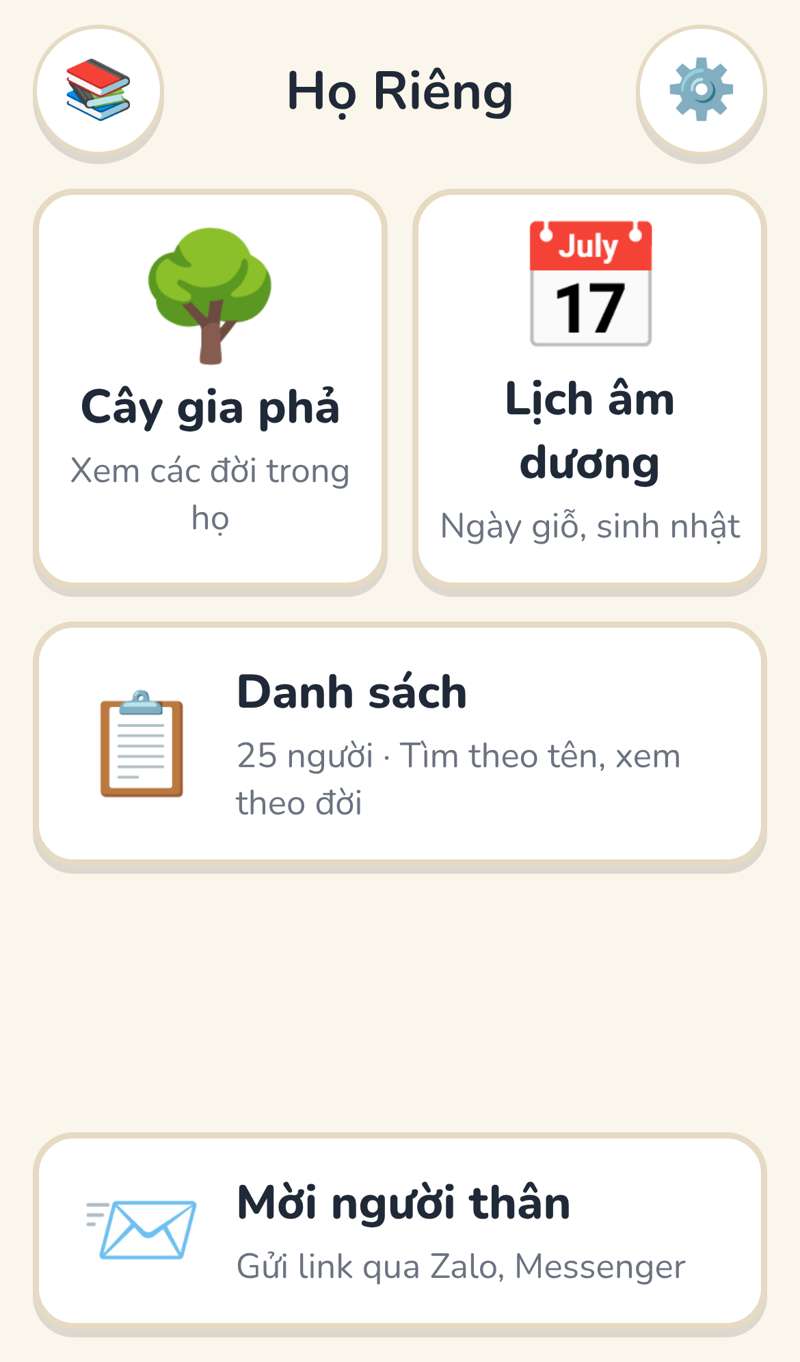 Họ Riêng
July
17
Cây gia phả
Xem các đời trong
họ
Lịch âm
dương
Ngày giỗ, sinh nhật
Danh sách
25 người · Tìm theo tên, xem
theo đời
Mời người thân
Gửi link qua Zalo, Messenger